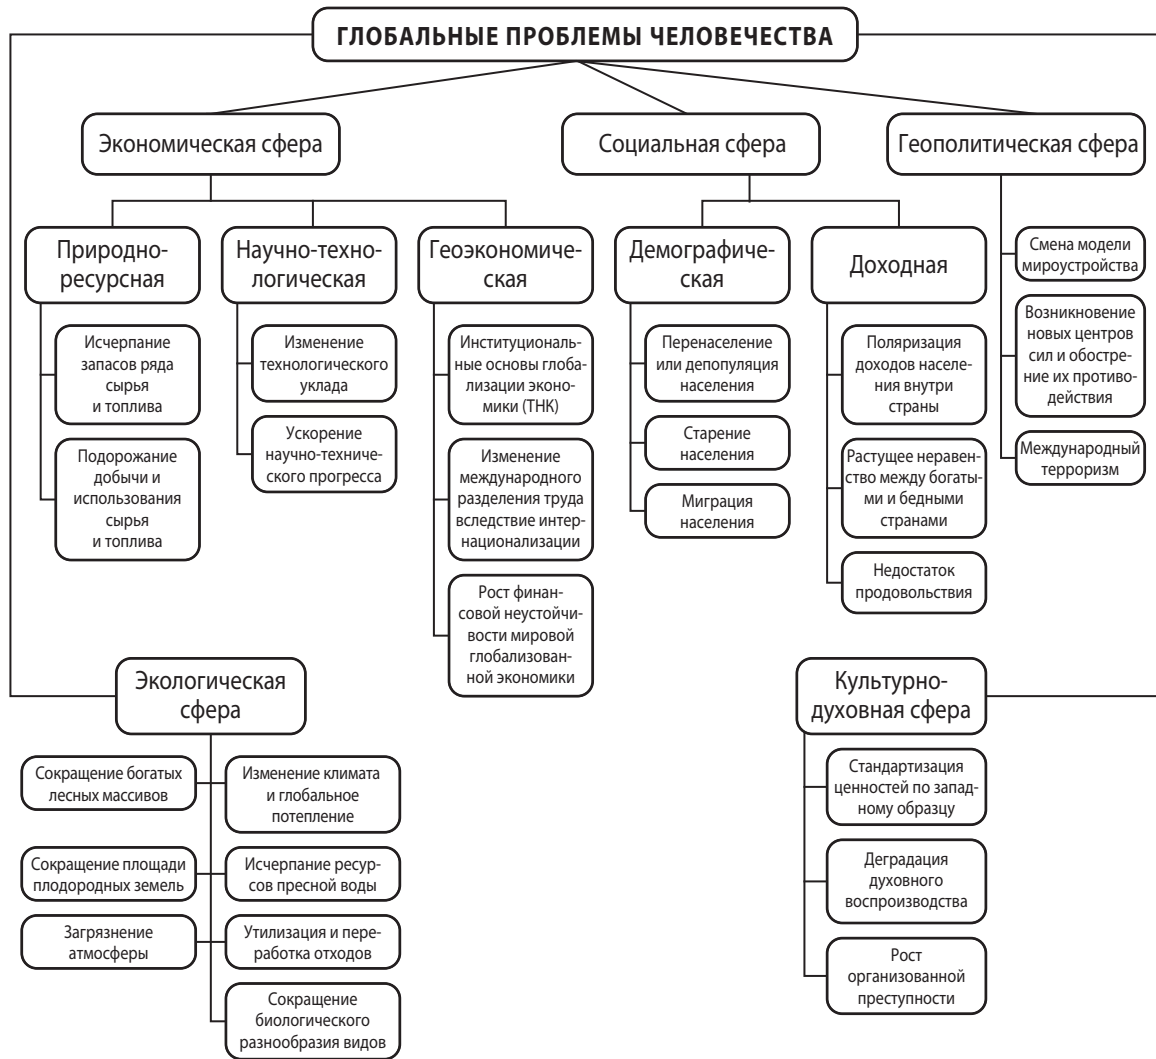 ГЛОБАЛЬНЫЕ ПРОБЛЕМЫ ЧЕЛОВЕЧЕСТВА
Экономическая сфера
Социальная сфера
Геополитическая сфера
Природно-
ресурсная
Научно-техно-
логическая
Геоэкономиче-
ская
Демографиче-
ская
Доходная
Исчерпание
запасов ряда
сырья
и топлива
Подорожание
добычи и
использования
сырья
и топлива
Изменение
технологического
уклада
Ускорение
научно-техниче-
ского прогресса
Институциональ-
ные основы глоба-
лизации эконо-
мики (ТНК)
Изменение
международного
разделения труда
вследствие интер-
национализации
Рост финан-
совой неустойчи-
вости мировой
глобализован-
ной экономики
Перенаселение
или депопуляция
населения
Старение
населения
Миграция
населения
Поляризация
доходов населе-
ния внутри
страны
Растущее неравен-
ство между богаты-
ми и бедными
странами
Недостаток
продовольствия
Смена модели
мироустройства
Возникновение
новых центров
сил и обостре-
ние их противо-
действия
Международный
терроризм
Экологическая
сфера
Сокращение богатых
лесных массивов
Изменение климата
и глобальное
потепление
Сокращение площади
плодородных земель
Исчерпание ресур-
сов пресной воды
Загрязнение
атмосферы
Утилизация и пере-
работка отходов
Сокращение
биологического
разнообразия видов
Культурно-
духовная сфера
Стандартизация
ценностей по запад-
ному образцу
Деградация
духовного
воспроизводства
Рост
организованной
преступности